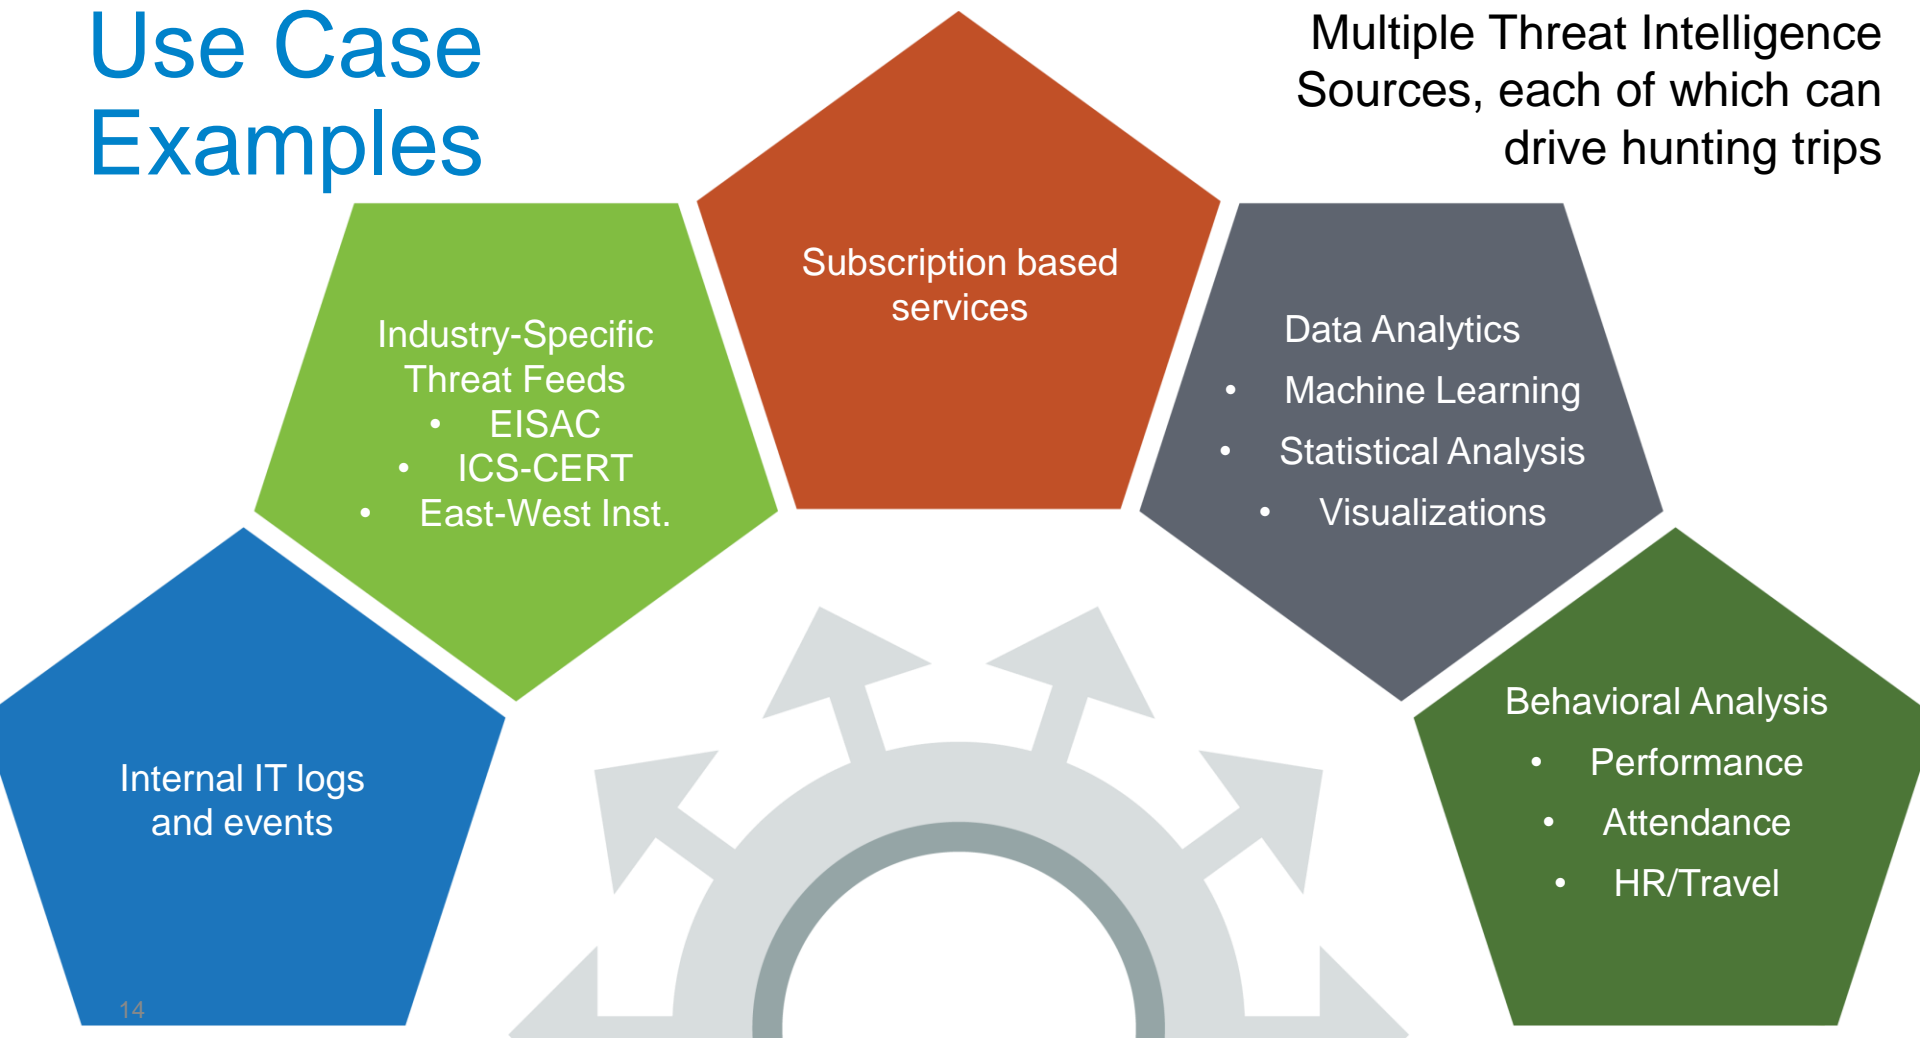 Use Case
Examples
Multiple Threat Intelligence
Sources, each of which can
drive hunting trips
Internal IT logs
and events
Industry-Specific
Threat Feeds
• EISAC
• ICS-CERT
• East-West Inst.
Subscription based
services
Data Analytics
• Machine Learning
• Statistical Analysis
• Visualizations
Behavioral Analysis
• Performance
• Attendance
• HR/Travel
14